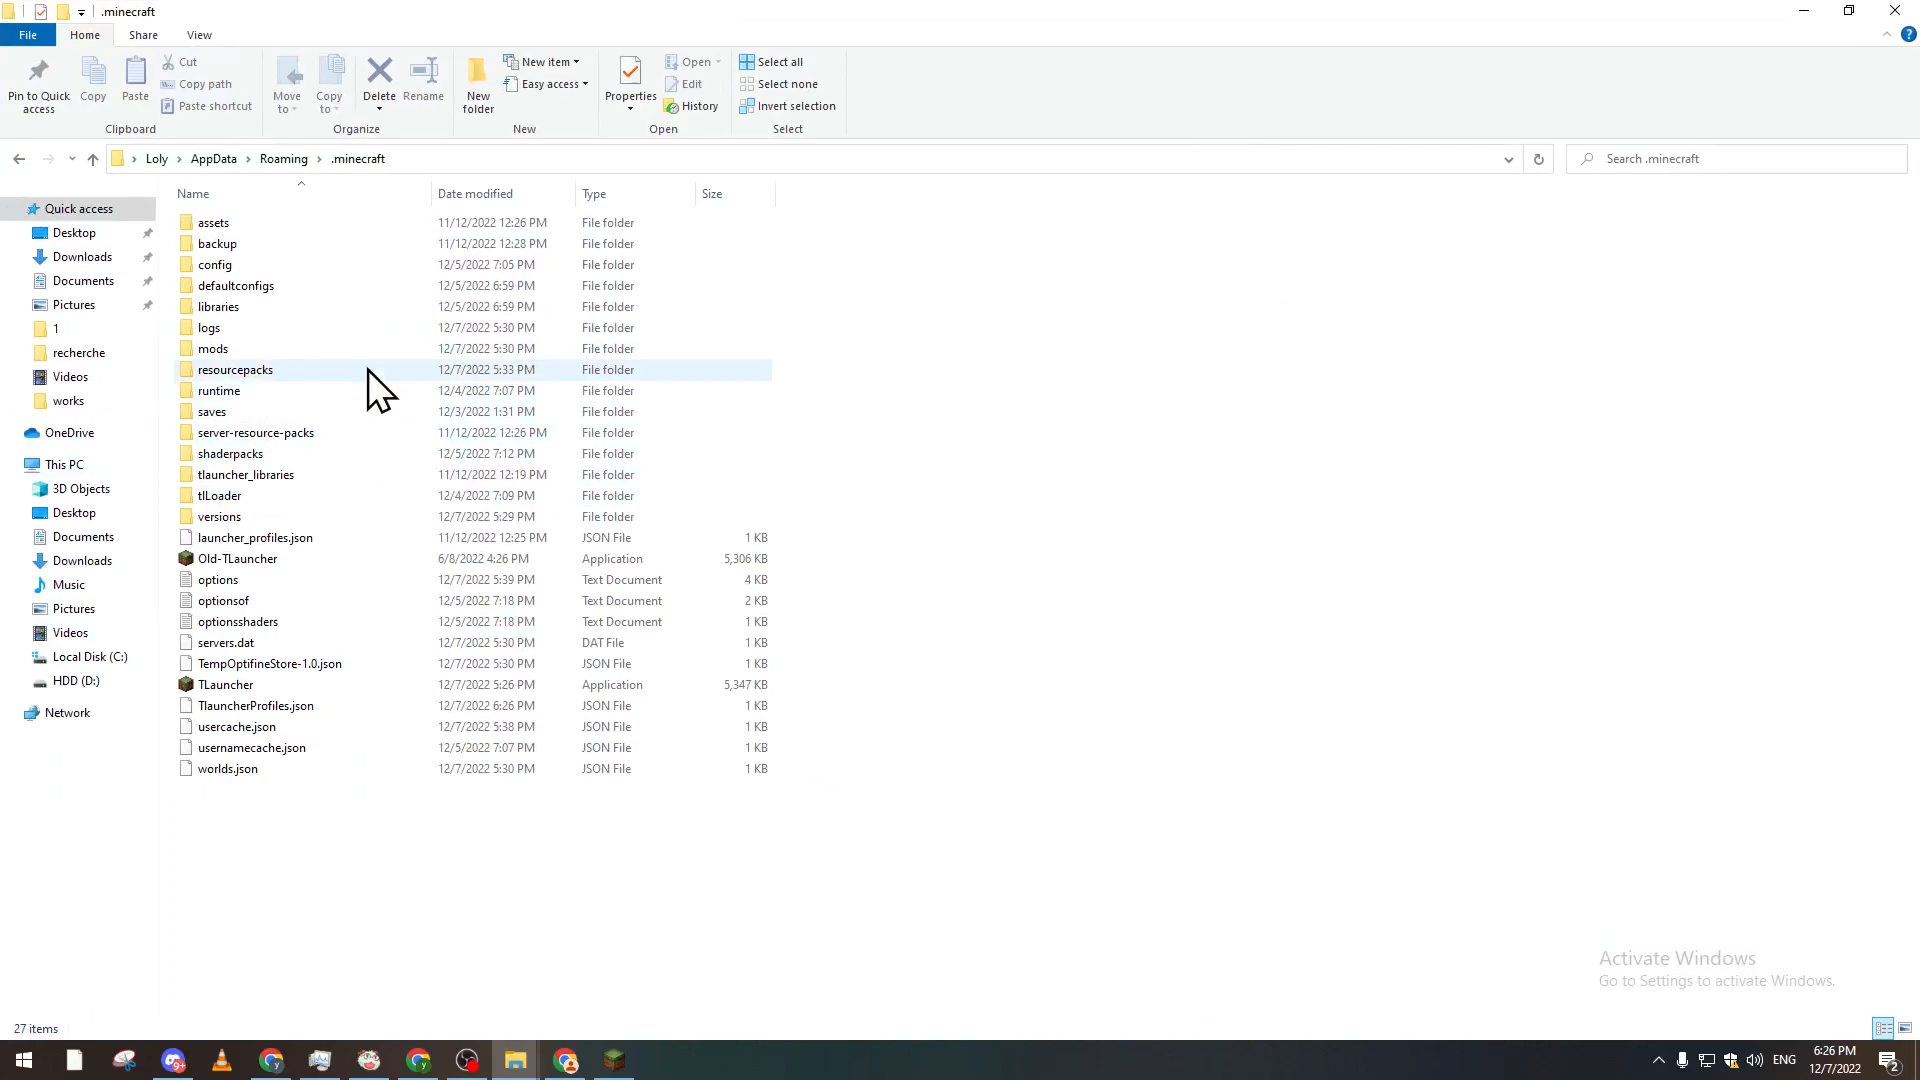 .minecraft
File Home Share View
Pin to Quick access
Copy
Paste
Cut
Copy path
Paste shortcut
Clipboard
Move to
Copy to
Delete
Rename
Organize
New folder
New item
Easy access
New
Properties
Open
Edit
History
Open
Select all
Select none
Invert selection
Select
Loly > AppData > Roaming > .minecraft
Search .minecraft
Quick access
Desktop
Downloads
Documents
Pictures
1
recherche
Videos
works
OneDrive
This PC
3D Objects
Desktop
Documents
Downloads
Music
Pictures
Videos
Local Disk (C:)
HDD (D:)
Network
Name Date modified Type Size
assets 11/12/2022 12:26 PM File folder
backup 11/12/2022 12:28 PM File folder
config 12/5/2022 7:05 PM File folder
defaultconfigs 12/5/2022 6:59 PM File folder
libraries 12/5/2022 6:59 PM File folder
logs 12/7/2022 5:30 PM File folder
mods 12/7/2022 5:30 PM File folder
resourcepacks 12/7/2022 5:33 PM File folder
runtime 12/4/2022 7:07 PM File folder
saves 12/3/2022 1:31 PM File folder
server-resource-packs 11/12/2022 12:26 PM File folder
shaderpacks 12/5/2022 7:12 PM File folder
tlauncher_libraries 11/12/2022 12:19 PM File folder
tlLoader 12/4/2022 7:09 PM File folder
versions 12/7/2022 5:29 PM File folder
launcher_profiles.json 11/12/2022 12:25 PM JSON File 1 KB
Old-TLauncher 6/8/2022 4:26 PM Application 5,306 KB
options 12/7/2022 5:39 PM Text Document 4 KB
optionsof 12/5/2022 7:18 PM Text Document 2 KB
optionsshaders 12/5/2022 7:18 PM Text Document 1 KB
servers.dat 12/7/2022 5:30 PM DAT File 1 KB
TempOptifineStore-1.0.json 12/7/2022 5:30 PM JSON File 1 KB
TLauncher 12/7/2022 5:26 PM Application 5,347 KB
TlauncherProfiles.json 12/7/2022 6:26 PM JSON File 1 KB
usercache.json 12/7/2022 5:38 PM JSON File 1 KB
usernamecache.json 12/5/2022 7:07 PM JSON File 1 KB
worlds.json 12/7/2022 5:30 PM JSON File 1 KB
Activate Windows
Go to Settings to activate Windows.
27 items
9+
ENG
6:26 PM
12/7/2022
2